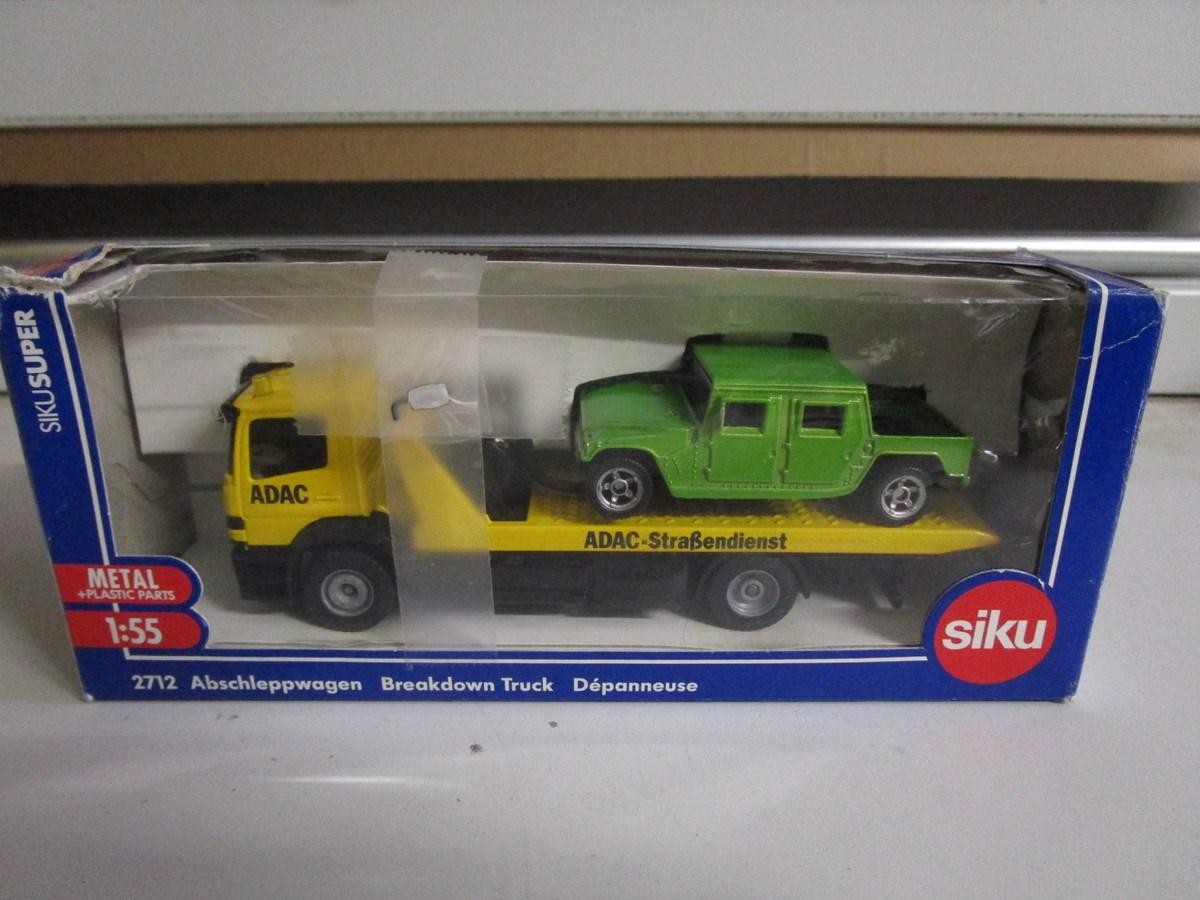 SIKUSUPER
ADAC
ADAC-Straßendienst
METAL
+PLASTIC PARTS
1:55
siku
2712 Abschleppwagen Breakdown Truck Dépanneuse